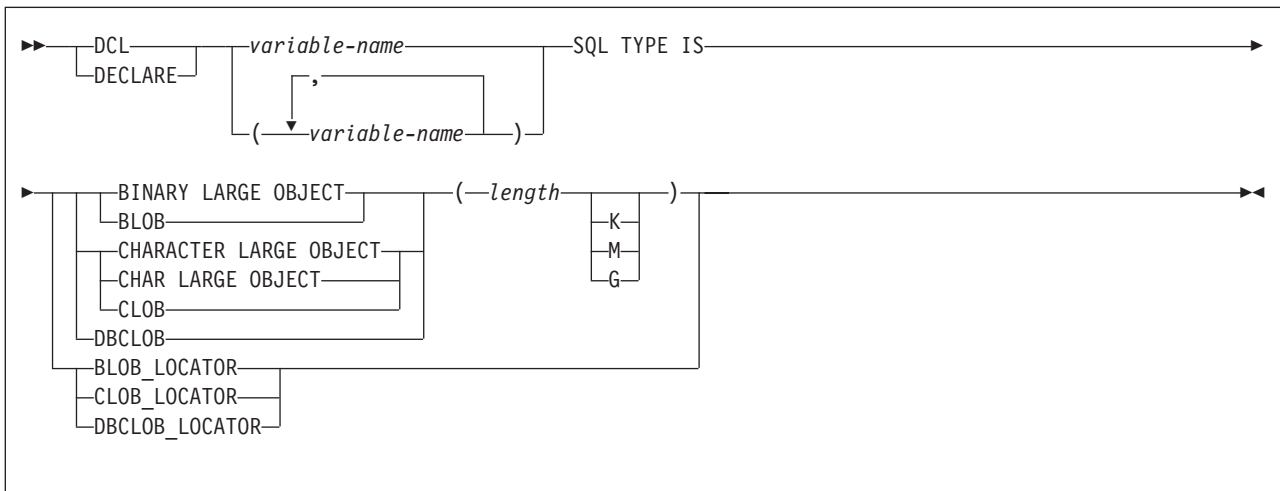 DCL variable-name SQL TYPE IS
DECLARE ,
( variable-name )
BINARY LARGE OBJECT ( length )
BLOB K
CHARACTER LARGE OBJECT M
CHAR LARGE OBJECT G
CLOB
DBCLOB
BLOB_LOCATOR
CLOB_LOCATOR
DBCLOB_LOCATOR